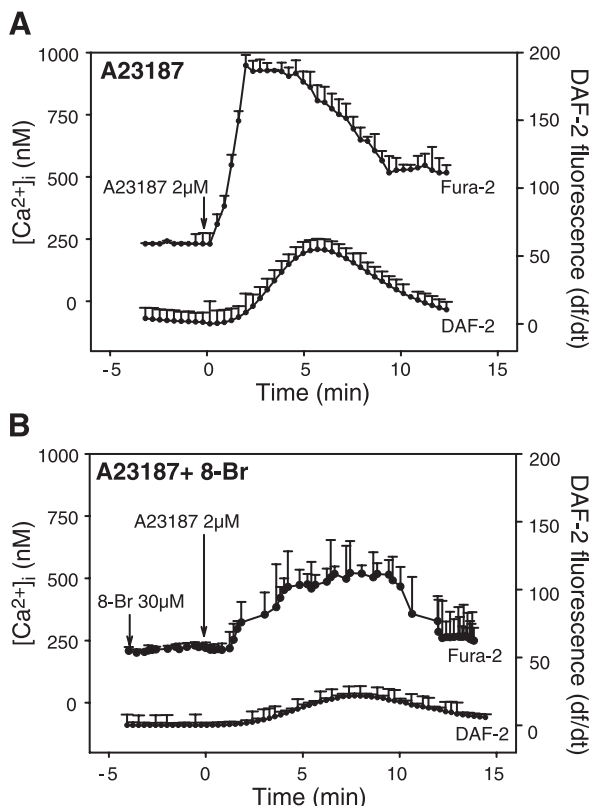 A
A23187
1000
750
500
250
0
[Ca²⁺]ᵢ (nM)
A23187 2µM
Fura-2
DAF-2
200
150
100
50
0
DAF-2 fluorescence (df/dt)
-5 0 5 10 15
Time (min)
B
A23187+ 8-Br
1000
750
500
250
0
[Ca²⁺]ᵢ (nM)
A23187 2µM
8-Br 30µM
Fura-2
DAF-2
200
150
100
50
0
DAF-2 fluorescence (df/dt)
-5 0 5 10 15
Time (min)